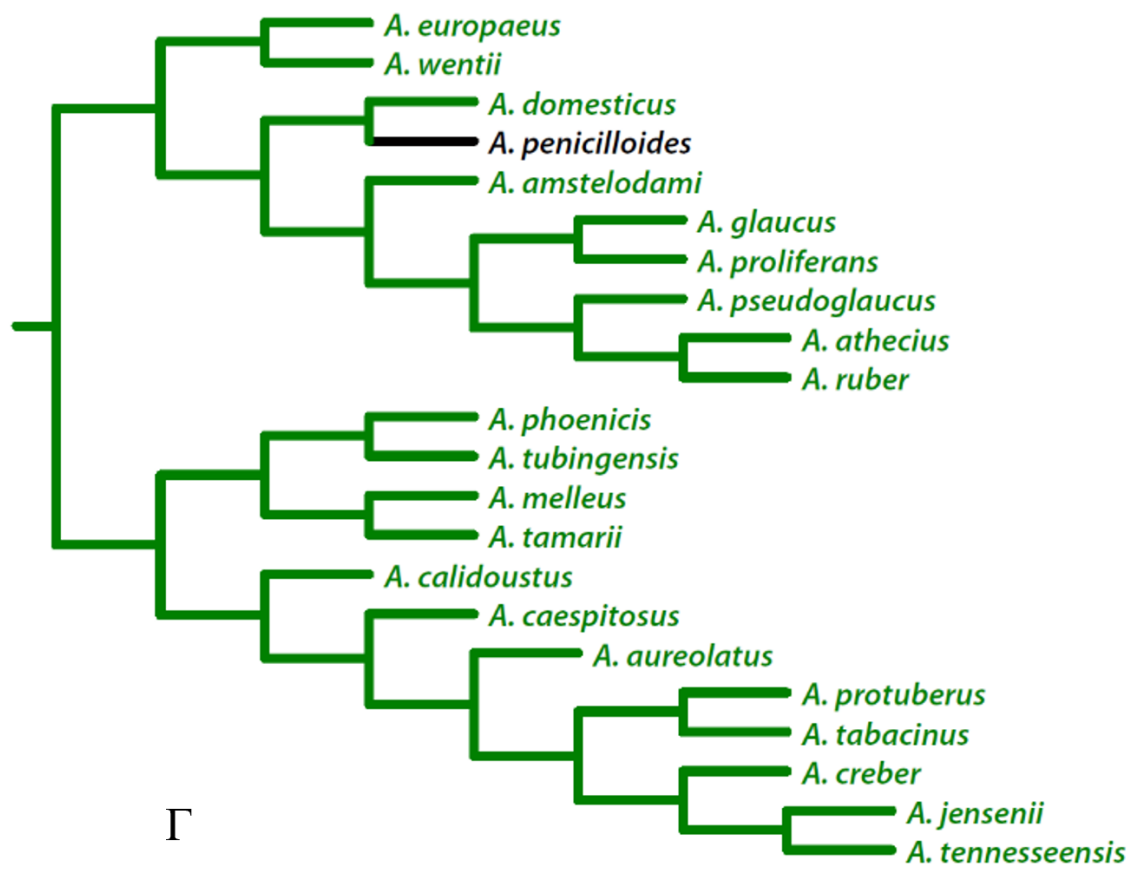 A. europaeus
A. wentii
A. domesticus
A. penicilloides
A. amstelodami
A. glaucus
A. proliferans
A. pseudoglaucus
A. athecius
A. ruber
A. phoenicis
A. tubingensis
A. melleus
A. tamarii
A. calidoustus
A. caespitosus
A. aureolatus
A. protuberus
A. tabacinus
A. creber
A. jensenii
A. tennesseensis
Γ